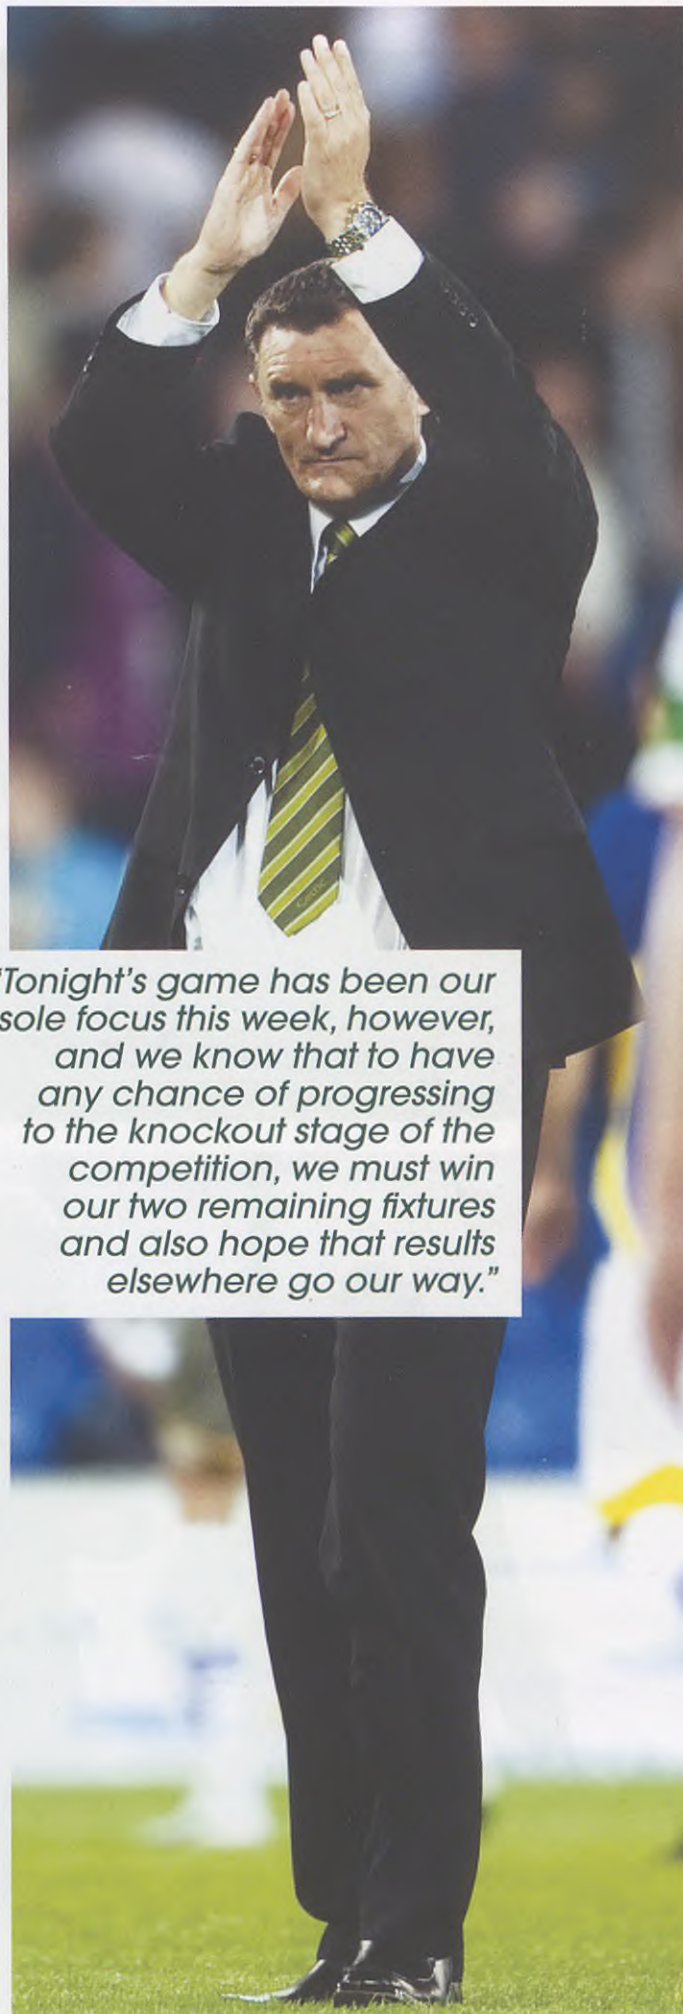 Celtic
"Tonight's game has been our
sole focus this week, however,
and we know that to have
any chance of progressing
to the knockout stage of the
competition, we must win
our two remaining fixtures
and also hope that results
elsewhere go our way."